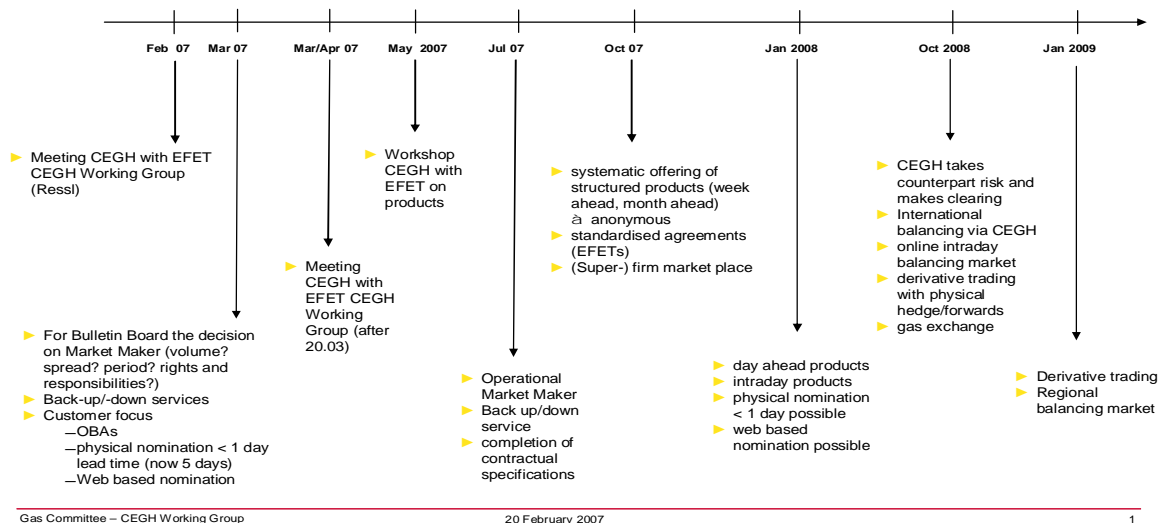 Feb 07
Mar 07
Mar/Apr 07
May 2007
Jul 07
Oct 07
Jan 2008
Oct 2008
Jan 2009
Meeting CEGH with EFET
CEGH Working Group
(Ressl)
For Bulletin Board the decision
on Market Maker (volume?
spread? period? rights and
responsibilities?)
Back-up/-down services
Customer focus
—OBAs
—physical nomination < 1 day
lead time (now 5 days)
—Web based nomination
Meeting
CEGH with
EFET CEGH
Working
Group (after
20.03)
Workshop
CEGH with
EFET on
products
Operational
Market Maker
Back up/down
service
completion of
contractual
specifications
systematic offering of
structured products (week
ahead, month ahead)
à anonymous
standardised agreements
(EFETs)
(Super-) firm market place
day ahead products
intraday products
physical nomination
< 1 day possible
web based
nomination possible
CEGH takes
counterpart risk and
makes clearing
International
balancing via CEGH
online intraday
balancing market
derivative trading
with physical
hedge/forwards
gas exchange
Derivative trading
Regional
balancing market
Gas Committee – CEGH Working Group
20 February 2007
1